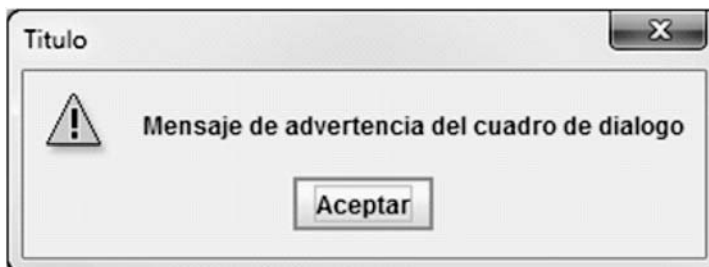 Titulo
Mensaje de advertencia del cuadro de dialogo
Aceptar